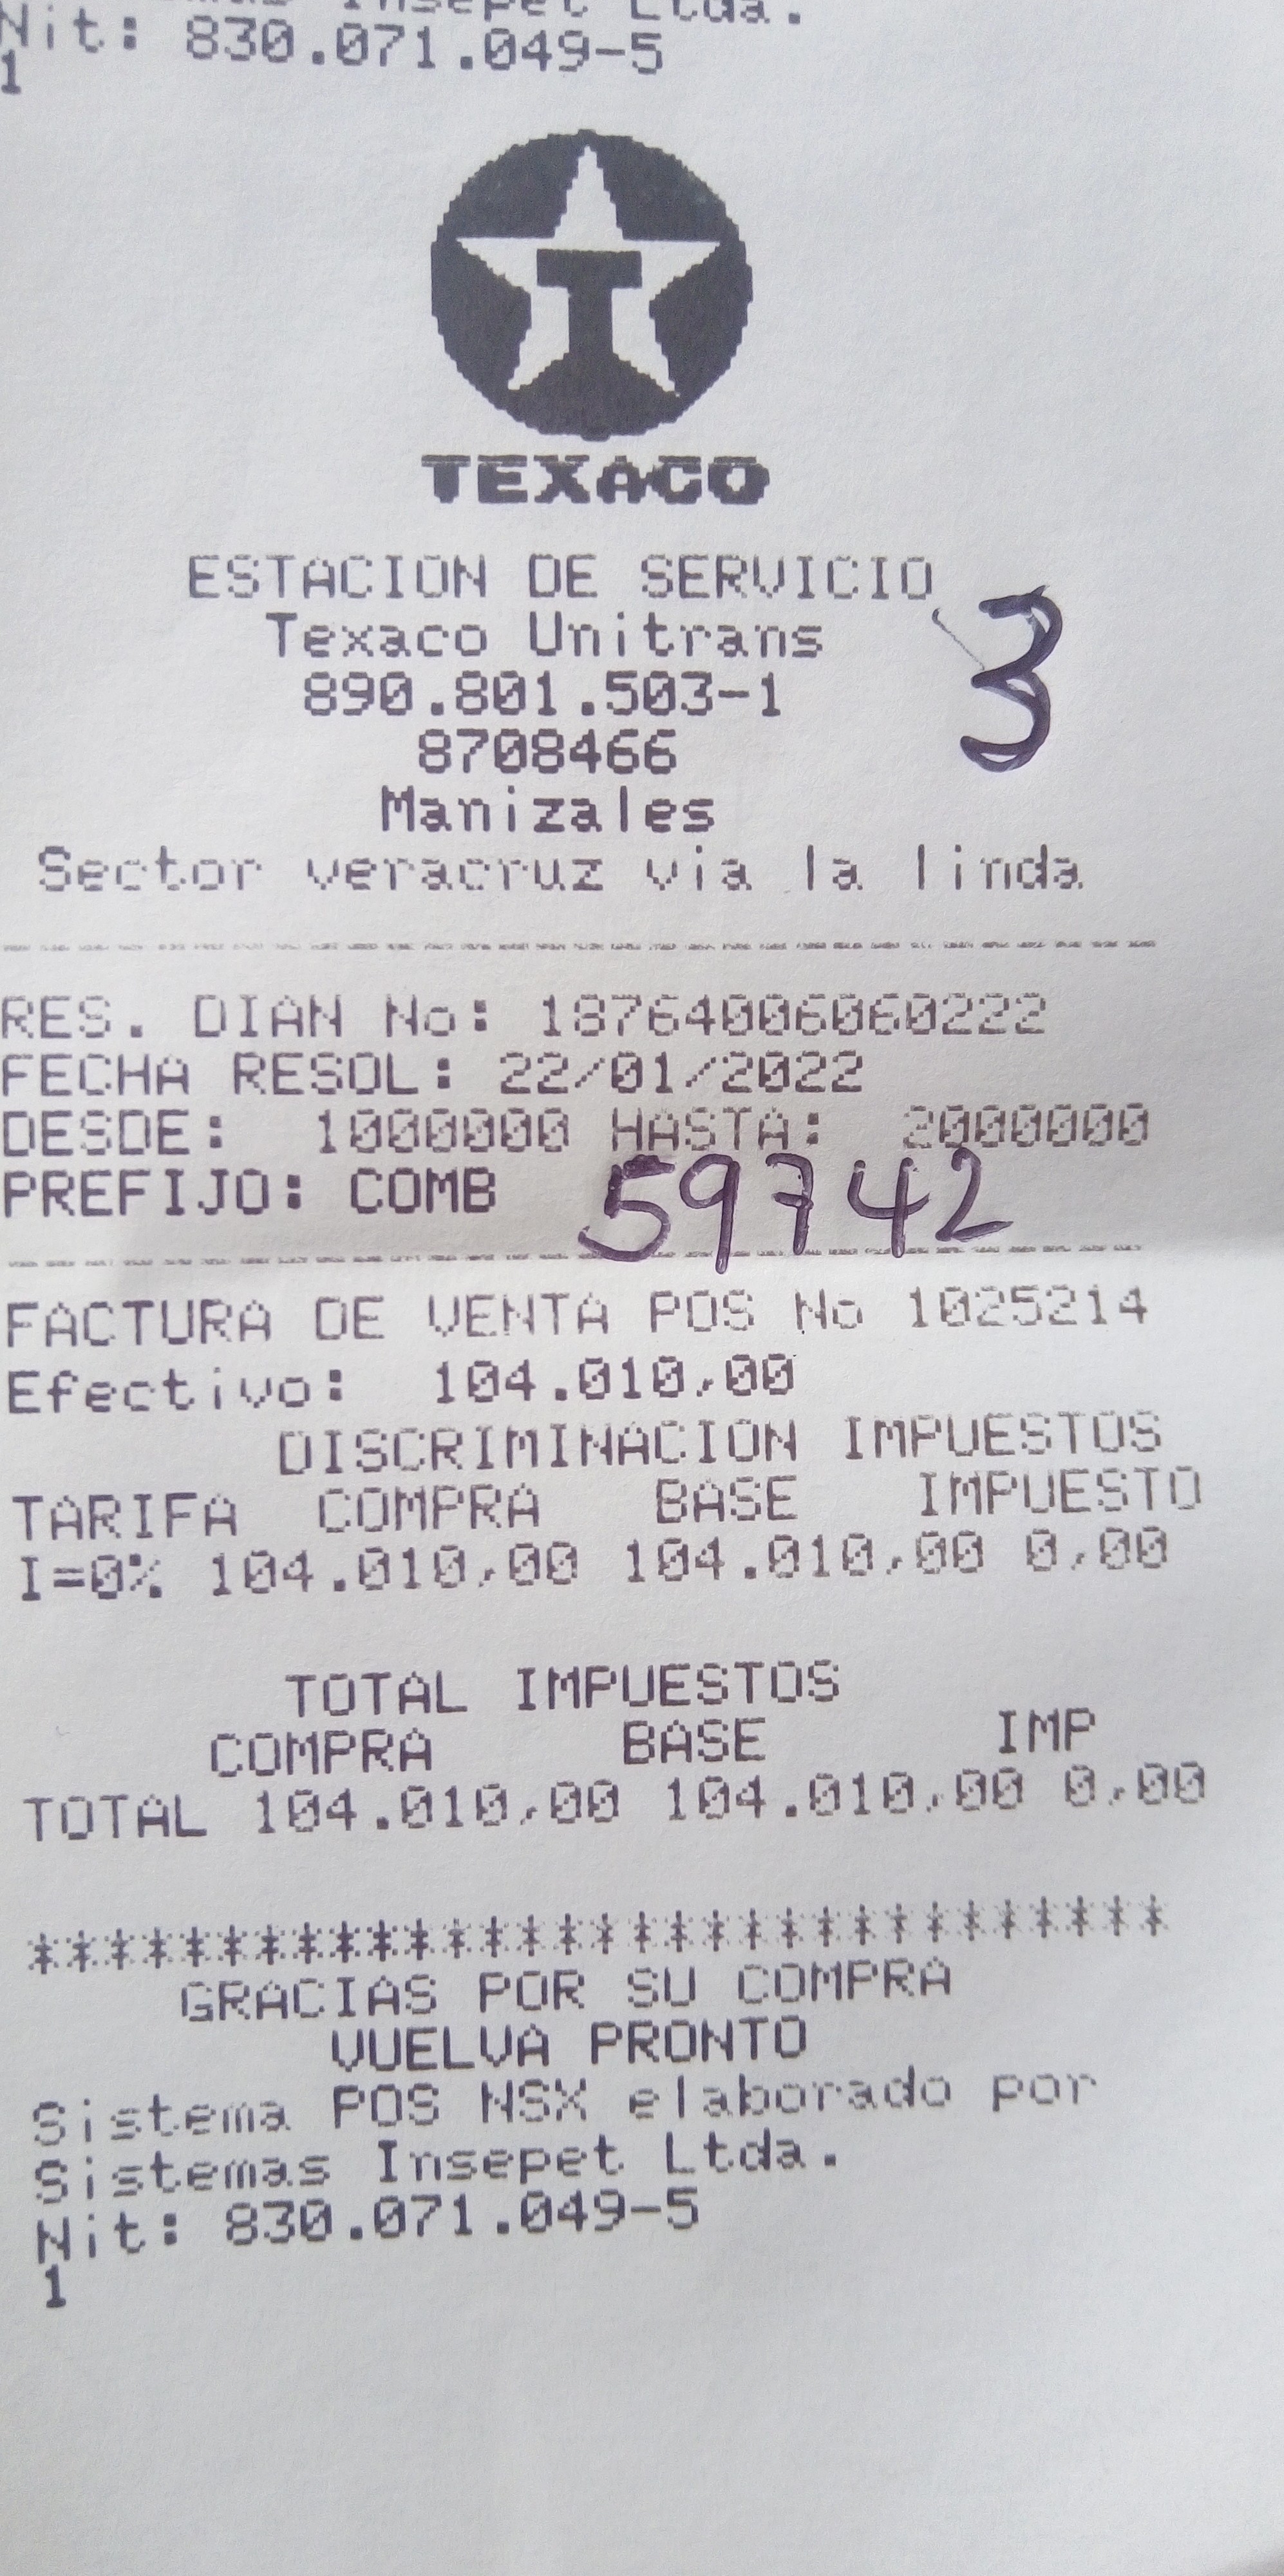 Insepet Ltda.
Nit: 830.071.049-5
1
T
TEXACO
ESTACION DE SERVICIO
Texaco Unitrans
3
890.801.503-1
8708466
Manizales
Sector veracruz via la linda
RES. DIAN No: 18764006060222
FECHA RESOL: 22/01/2022
DESDE: 1000000 HASTA: 2000000
PREFIJO: COMB 59742
FACTURA DE VENTA POS No 1025214
Efectivo: 104.010,00
DISCRIMINACION IMPUESTOS
TARIFA COMPRA BASE IMPUESTO
I=0% 104.010,00 104.010,00 0,00
TOTAL IMPUESTOS
COMPRA BASE IMP
TOTAL 104.010,00 104.010,00 0,00
*******************************
GRACIAS POR SU COMPRA
VUELVA PRONTO
Sistema POS NSX elaborado por
Sistemas Insepet Ltda.
Nit: 830.071.049-5
1